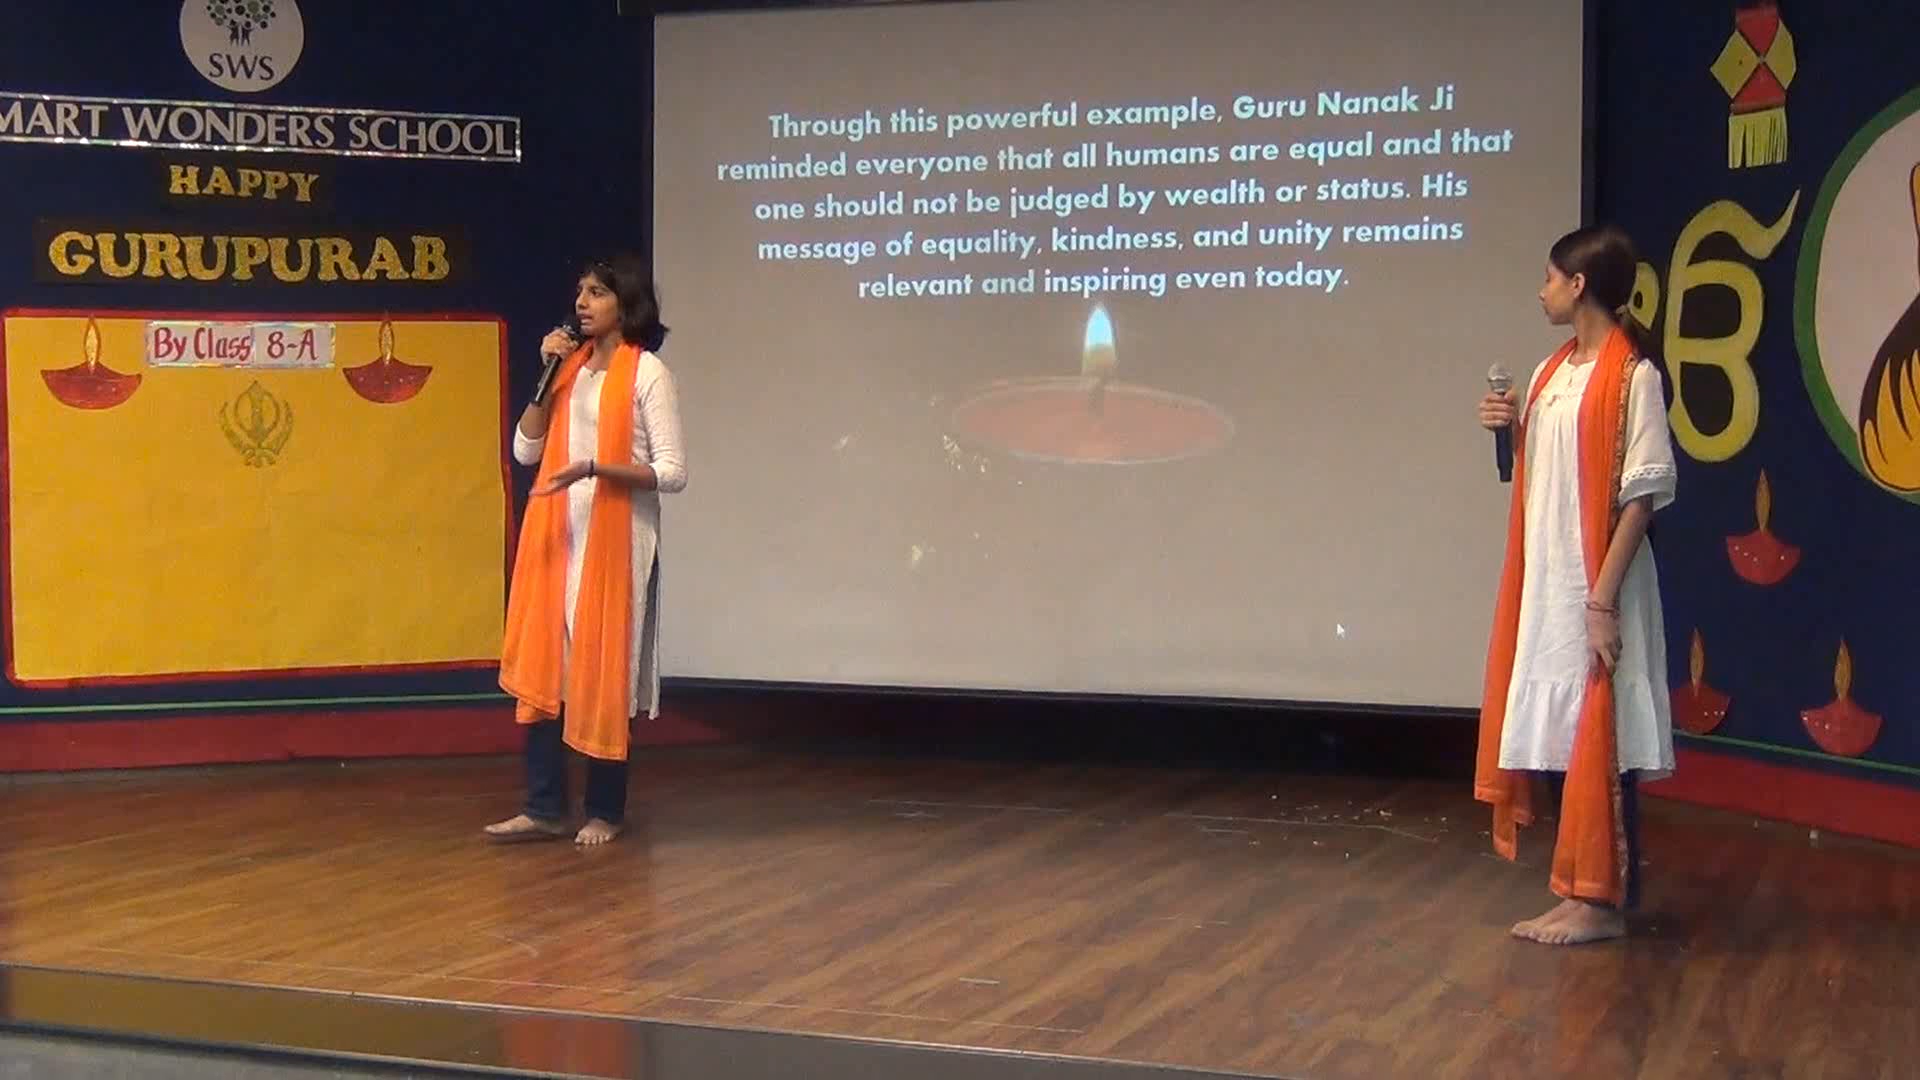 SWS
MART WONDERS SCHOOL
HAPPY
GURUPURAB
By Class 8-A
Through this powerful example, Guru Nanak Ji
reminded everyone that all humans are equal and that
one should not be judged by wealth or status. His
message of equality, kindness, and unity remains
relevant and inspiring even today.
ੴ